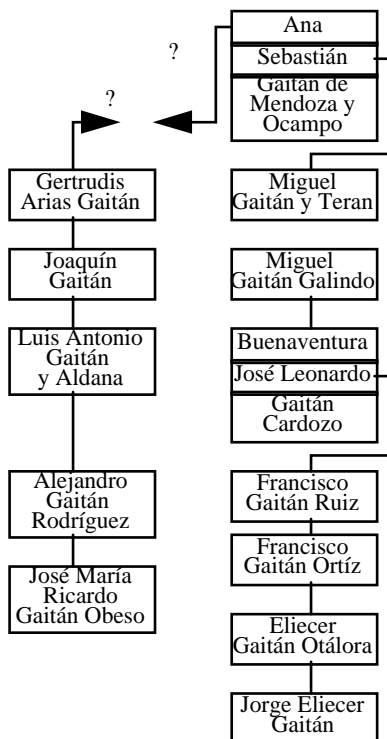 ?
?
Ana
Sebastián
Gaitán de
Mendoza y
Ocampo
Gertrudis
Arias Gaitán
Joaquín
Gaitán
Luis Antonio
Gaitán
y Aldana
Alejandro
Gaitán
Rodríguez
José María
Ricardo
Gaitán Obeso
Miguel
Gaitán y Teran
Miguel
Gaitán Galindo
Buenaventura
José Leonardo
Gaitán
Cardozo
Francisco
Gaitán Ruiz
Francisco
Gaitán Ortíz
Eliecer
Gaitán Otálora
Jorge Eliecer
Gaitán